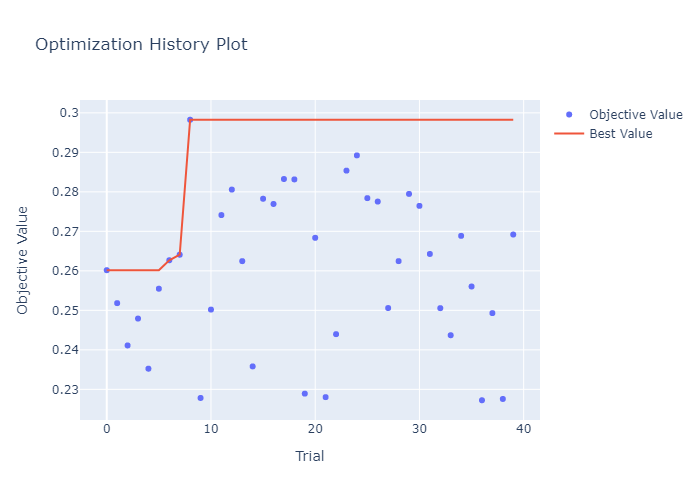 Optimization History Plot
Objective Value
Best Value
0.3
0.29
0.28
0.27
0.26
0.25
0.24
0.23
Objective Value
0
10
20
30
40
Trial